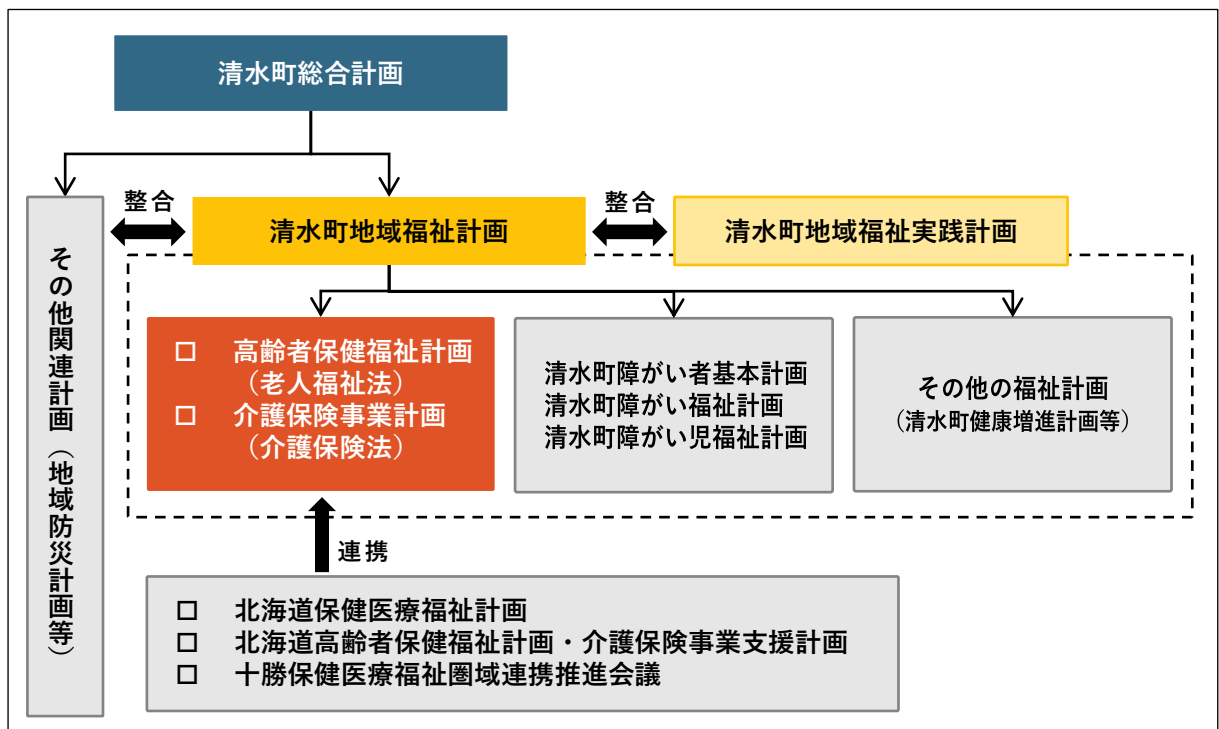 清水町総合計画
整合
整合
清水町地域福祉計画
清水町地域福祉実践計画
その他関連計画（地域防災計画等）
□ 高齢者保健福祉計画
（老人福祉法）
□ 介護保険事業計画
（介護保険法）
清水町障がい者基本計画
清水町障がい福祉計画
清水町障がい児福祉計画
その他の福祉計画
（清水町健康増進計画等）
連携
□ 北海道保健医療福祉計画
□ 北海道高齢者保健福祉計画・介護保険事業支援計画
□ 十勝保健医療福祉圏域連携推進会議